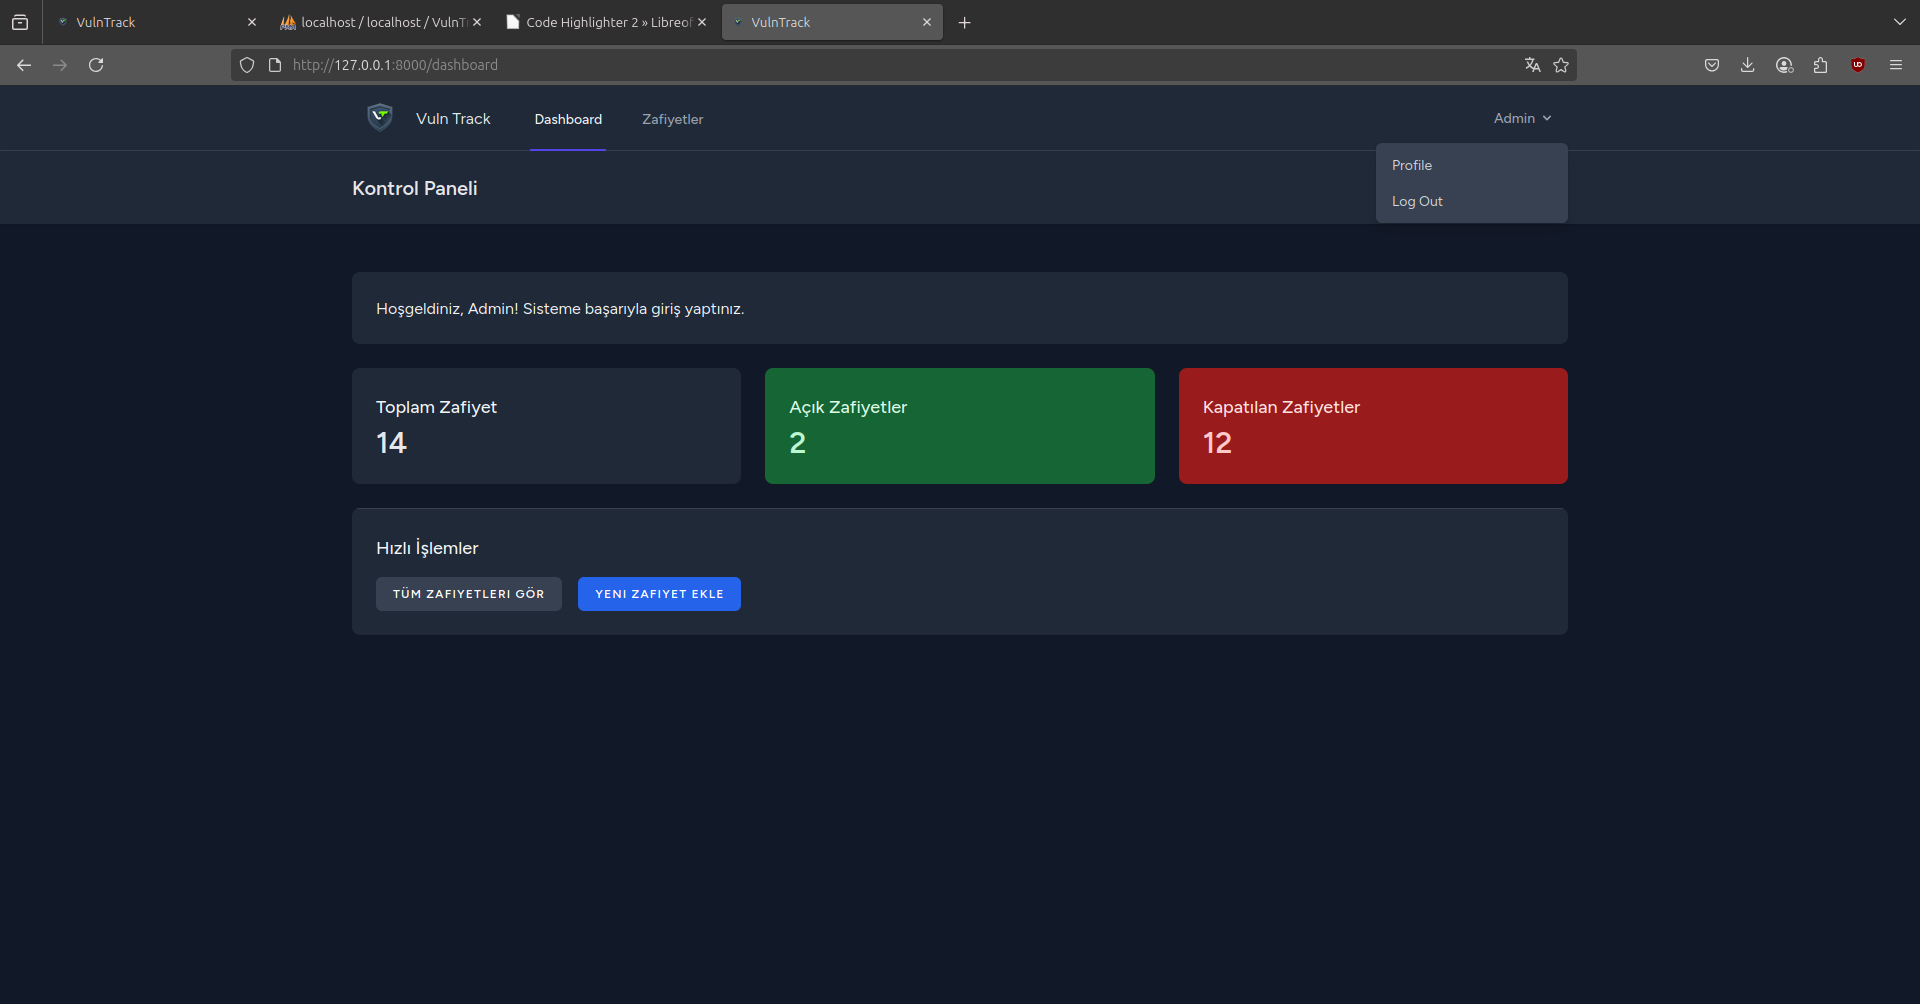 VulnTrack
localhost / localhost / VulnTr
Code Highlighter 2 » Libreof
VulnTrack
http://127.0.0.1:8000/dashboard
Vuln Track
Dashboard
Zafiyetler
Admin
Profile
Log Out
Kontrol Paneli
Hoşgeldiniz, Admin! Sisteme başarıyla giriş yaptınız.
Toplam Zafiyet
14
Açık Zafiyetler
2
Kapatılan Zafiyetler
12
Hızlı İşlemler
TÜM ZAFIYETLERI GÖR
YENI ZAFIYET EKLE